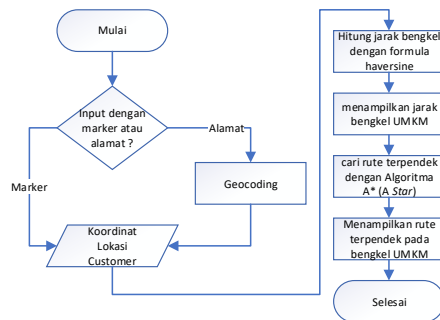 Mulai
Input dengan
marker atau
alamat ?
Alamat
Marker
Geocoding
Koordinat
Lokasi
Customer
Hitung jarak bengkel
dengan formula
haversine
menampilkan jarak
bengkel UMKM
cari rute terpendek
dengan Algoritma
A* (A Star)
Menampilkan rute
terpendek pada
bengkel UMKM
Selesai